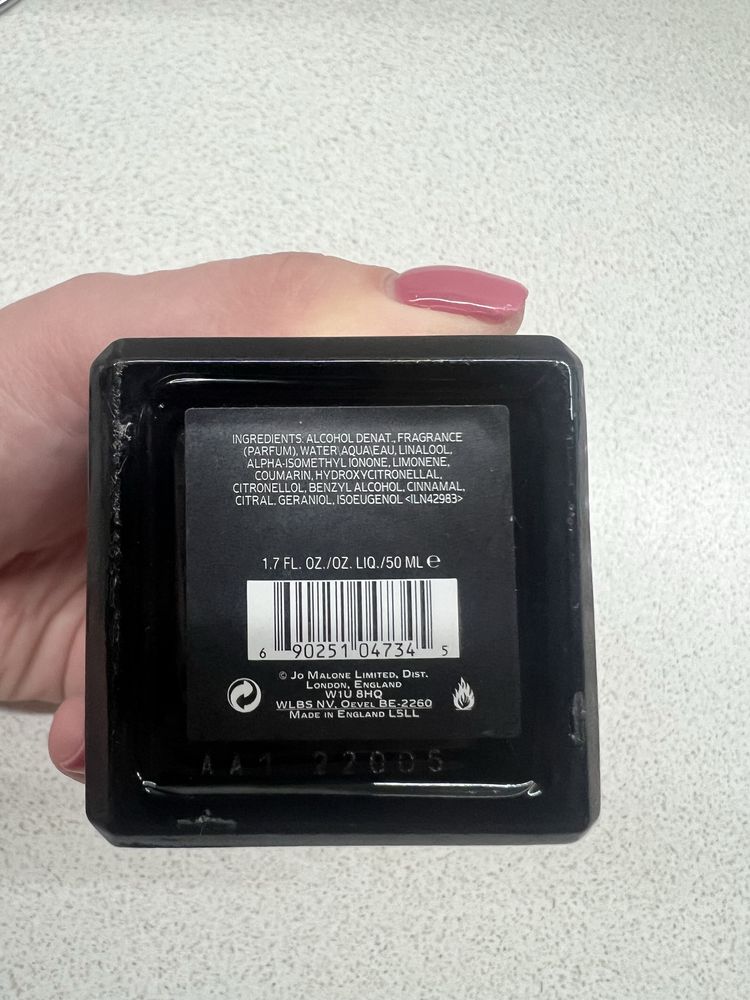 INGREDIENTS: ALCOHOL DENAT., FRAGRANCE
(PARFUM), WATER\AQUA\EAU, LINALOOL,
ALPHA-ISOMETHYL IONONE, LIMONENE,
COUMARIN, HYDROXYCITRONELLAL,
CITRONELLOL, BENZYL ALCOHOL, CINNAMAL,
CITRAL, GERANIOL, ISOEUGENOL <ILN42983>
1.7 FL. OZ./OZ. LIQ./50 ML ℮
6 90251 04734 5
© JO MALONE LIMITED, DIST.
LONDON, ENGLAND
W1U 8HQ
WLBS NV. OEVEL BE-2260
MADE IN ENGLAND L5LL
AA1 22005